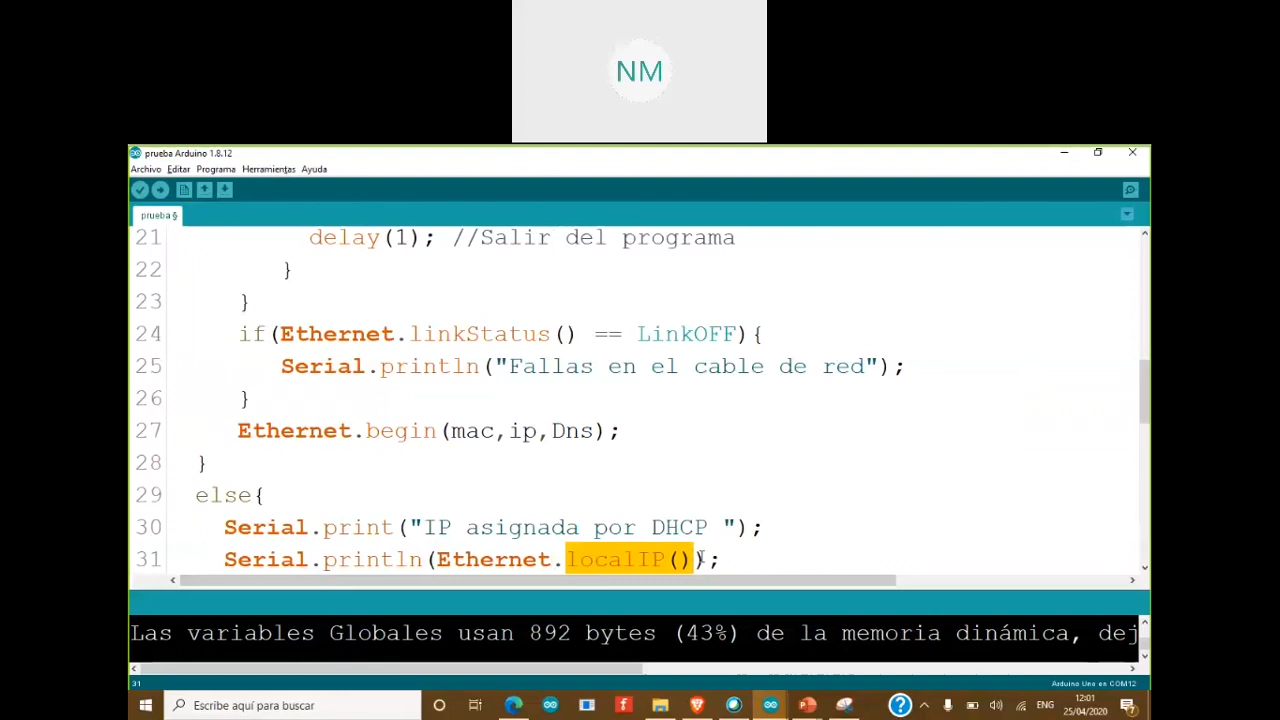 NM
prueba Arduino 1.8.12
Archivo Editar Programa Herramientas Ayuda
prueba §
21 delay(1); //Salir del programa
22 }
23 }
24 if(Ethernet.linkStatus() == LinkOFF){
25 Serial.println("Fallas en el cable de red");
26 }
27 Ethernet.begin(mac,ip,Dns);
28 }
29 else{
30 Serial.print("IP asignada por DHCP ");
31 Serial.println(Ethernet.localIP());
Las variables Globales usan 892 bytes (43%) de la memoria dinámica, dej
31 Arduino Uno en COM12
Escribe aquí para buscar
ENG
12:01
25/04/2020
7